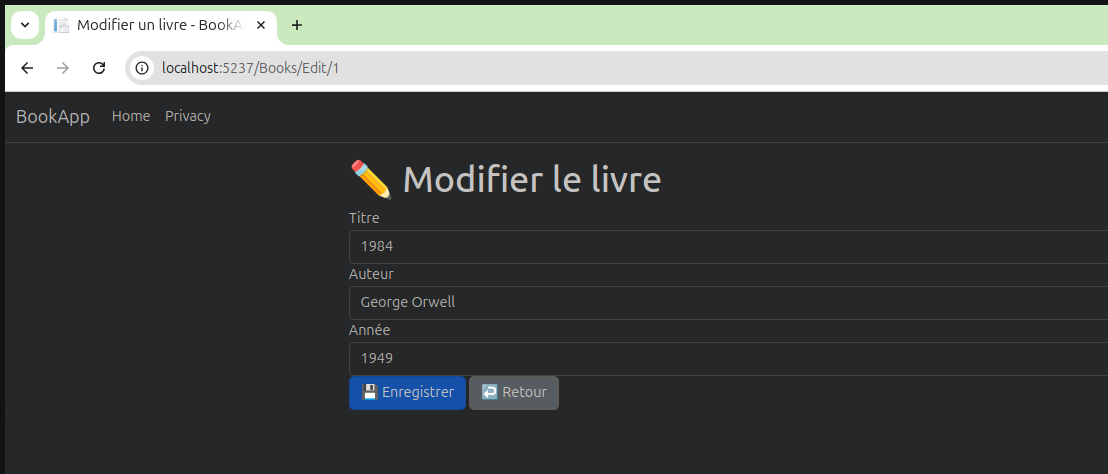 Modifier un livre - BookA
localhost:5237/Books/Edit/1
BookApp Home Privacy
✏️ Modifier le livre
Titre
1984
Auteur
George Orwell
Année
1949
💾 Enregistrer ↩️ Retour